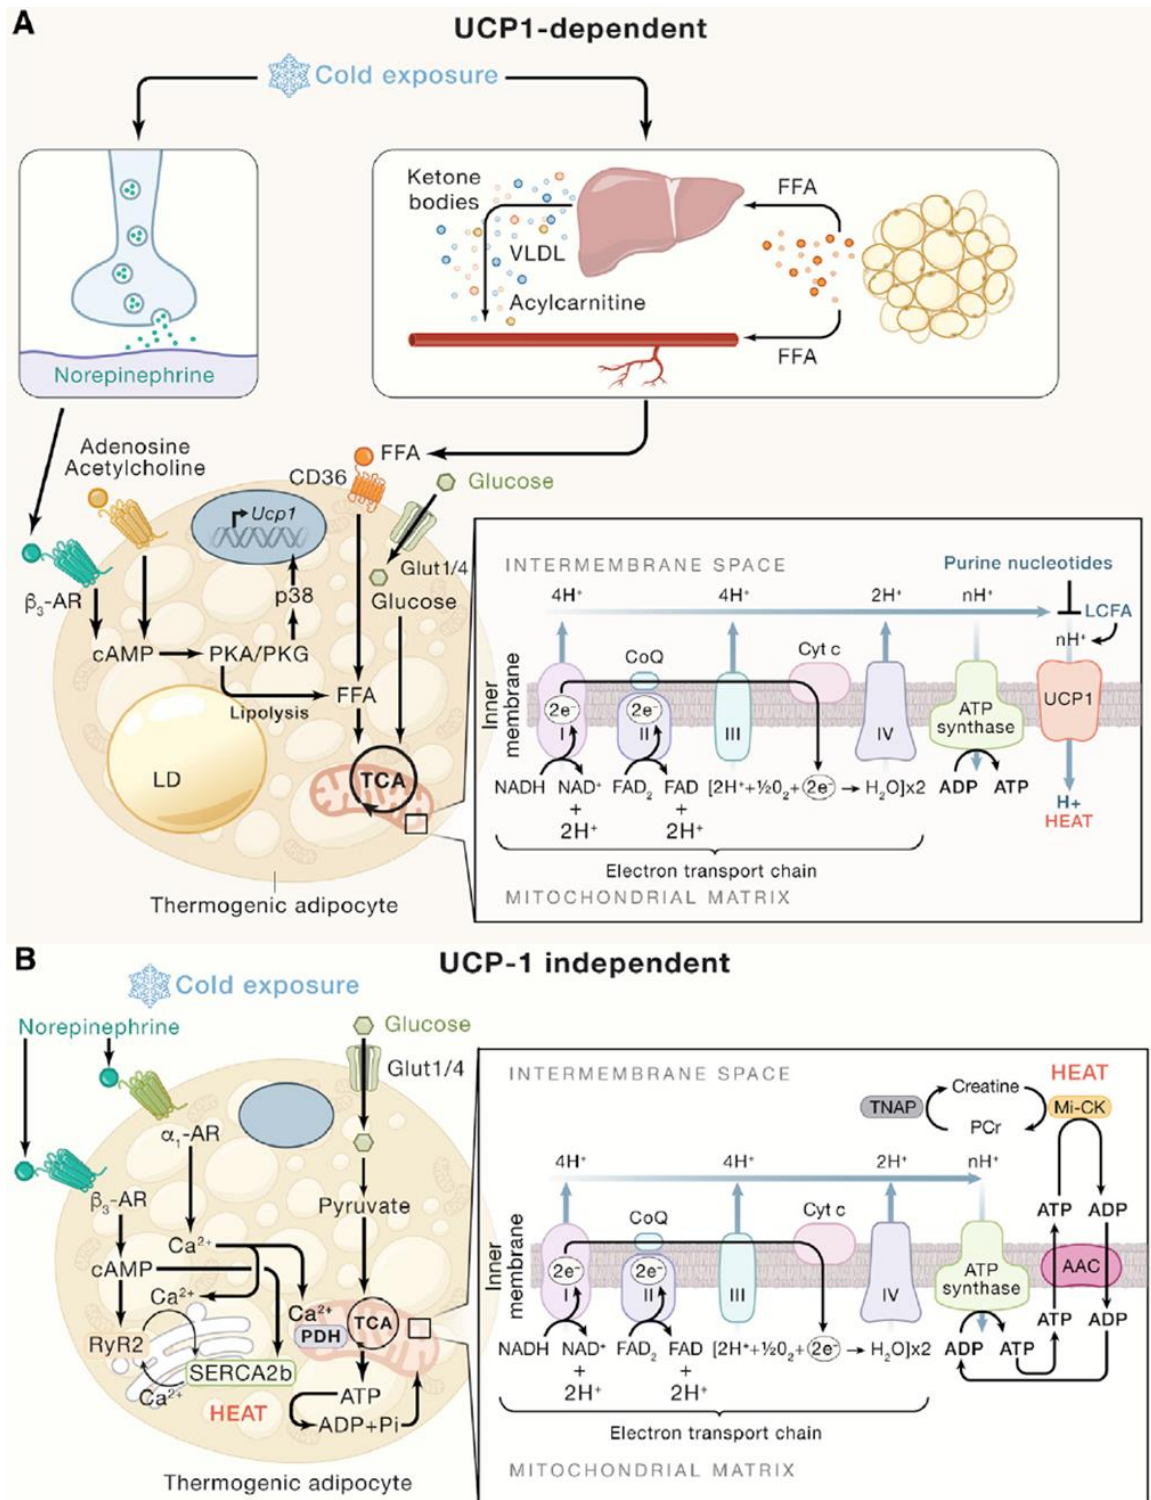 A
UCP1-dependent
Cold exposure
Ketone
bodies
VLDL
Acylcarnitine
FFA
FFA
Norepinephrine
Adenosine
Acetylcholine
FFA
CD36
Glucose
Ucp1
Glut1/4
Glucose
β₃-AR
p38
cAMP
PKA/PKG
FFA
Lipolysis
LD
TCA
Thermogenic adipocyte
INTERMEMBRANE SPACE
Purine nucleotides
4H⁺
4H⁺
2H⁺
nH⁺
LCFA
nH⁺
Inner
membrane
CoQ
Cyt c
2e⁻
2e⁻
I
II
III
IV
ATP
synthase
UCP1
NADH
NAD⁺
+
2H⁺
FAD₂
FAD
+
2H⁺
[2H⁺+½0₂+2e⁻ → H₂O]x2
ADP
ATP
H+
HEAT
Electron transport chain
MITOCHONDRIAL MATRIX
B
UCP-1 independent
Cold exposure
Norepinephrine
Glucose
Glut1/4
α₁-AR
β₃-AR
Pyruvate
Ca²⁺
cAMP
Ca²⁺
Ca²⁺
PDH
TCA
RyR2
SERCA2b
Ca²⁺
HEAT
ATP
ADP+Pi
Thermogenic adipocyte
INTERMEMBRANE SPACE
HEAT
TNAP
Creatine
Mi-CK
PCr
4H⁺
4H⁺
2H⁺
nH⁺
ATP
ADP
Inner
membrane
CoQ
Cyt c
2e⁻
2e⁻
I
II
III
IV
ATP
synthase
AAC
ATP
ADP
NADH
NAD⁺
+
2H⁺
FAD₂
FAD
+
2H⁺
[2H⁺+½0₂+2e⁻ → H₂O]x2
ADP
ATP
Electron transport chain
MITOCHONDRIAL MATRIX